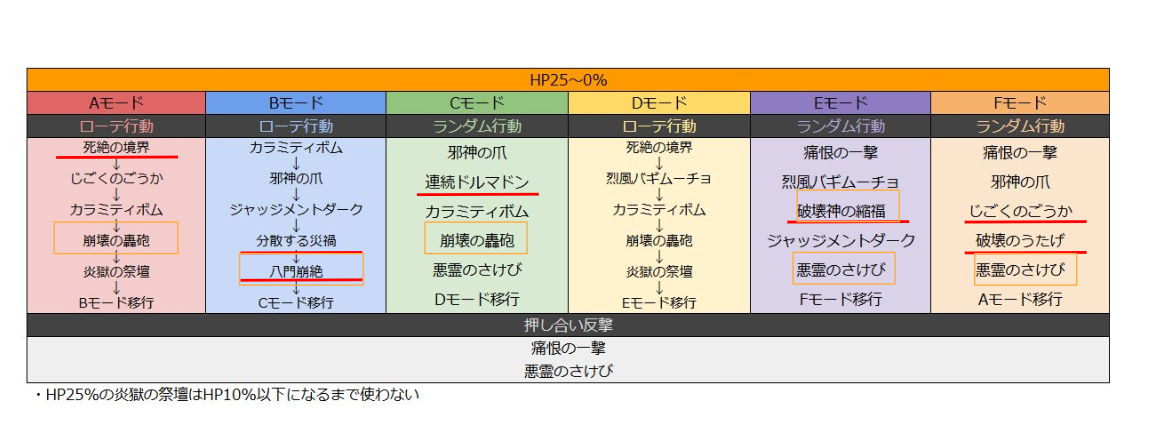 HP25～0%
Aモード Bモード Cモード Dモード Eモード Fモード
ローテ行動 ローテ行動 ランダム行動 ローテ行動 ランダム行動 ランダム行動
死絶の境界
↓
じごくのごうか
↓
カラミティボム
↓
崩壊の轟砲
↓
炎獄の祭壇
↓
Bモード移行
カラミティボム
↓
邪神の爪
↓
ジャッジメントダーク
↓
分散する災禍
↓
八門崩絶
↓
Cモード移行
邪神の爪
連続ドルマドン
カラミティボム
崩壊の轟砲
悪霊のさけび
Dモード移行
死絶の境界
↓
烈風バギムーチョ
↓
カラミティボム
↓
崩壊の轟砲
↓
炎獄の祭壇
↓
Eモード移行
痛恨の一撃
烈風バギムーチョ
破壊神の縮福
ジャッジメントダーク
悪霊のさけび
Fモード移行
痛恨の一撃
邪神の爪
じごくのごうか
破壊のうたげ
悪霊のさけび
Aモード移行
押し合い反撃
痛恨の一撃
悪霊のさけび
・HP25%の炎獄の祭壇はHP10%以下になるまで使わない